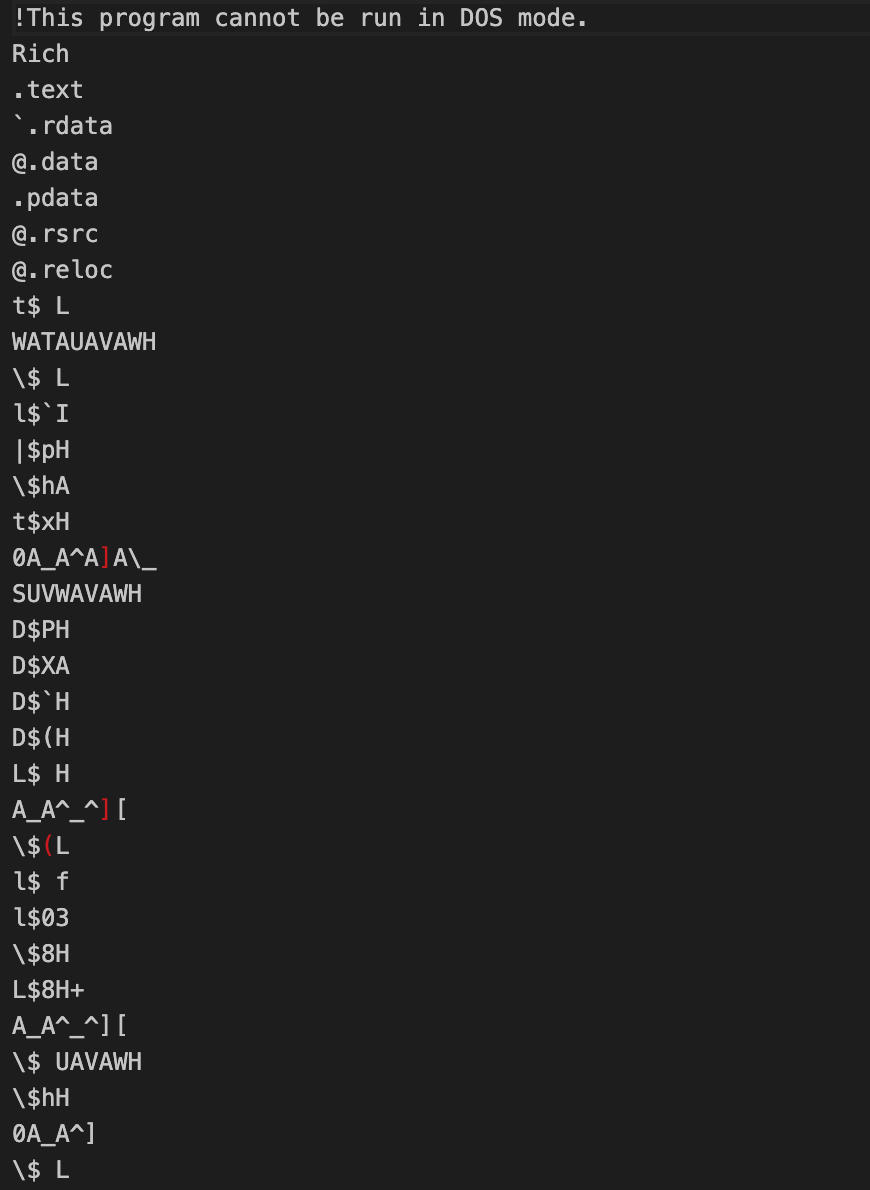 !This program cannot be run in DOS mode.
Rich
.text
`.rdata
@.data
.pdata
@.rsrc
@.reloc
t$ L
WATAUAVAWH
\$ L
l$`I
|$pH
\$hA
t$xH
0A_A^A]A\_
SUVWAVAWH
D$PH
D$XA
D$`H
D$(H
L$ H
A_A^_^][
\$(L
l$ f
l$03
\$8H
L$8H+
A_A^_^][
\$ UAVAWH
\$hH
0A_A^]
\$ L